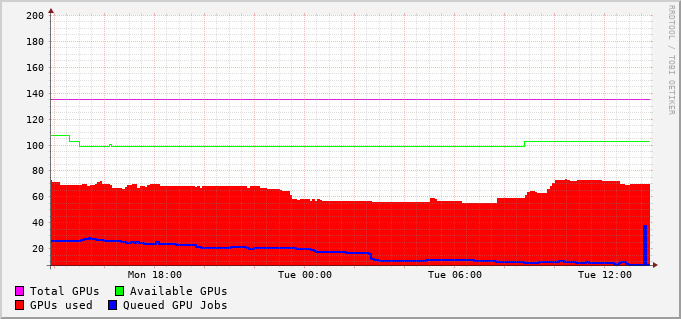 200
180
160
140
120
100
80
60
40
20
Mon 18:00 Tue 00:00 Tue 06:00 Tue 12:00
Total GPUs Available GPUs
GPUs used Queued GPU Jobs
RRDTOOL / TOBI OETIKER